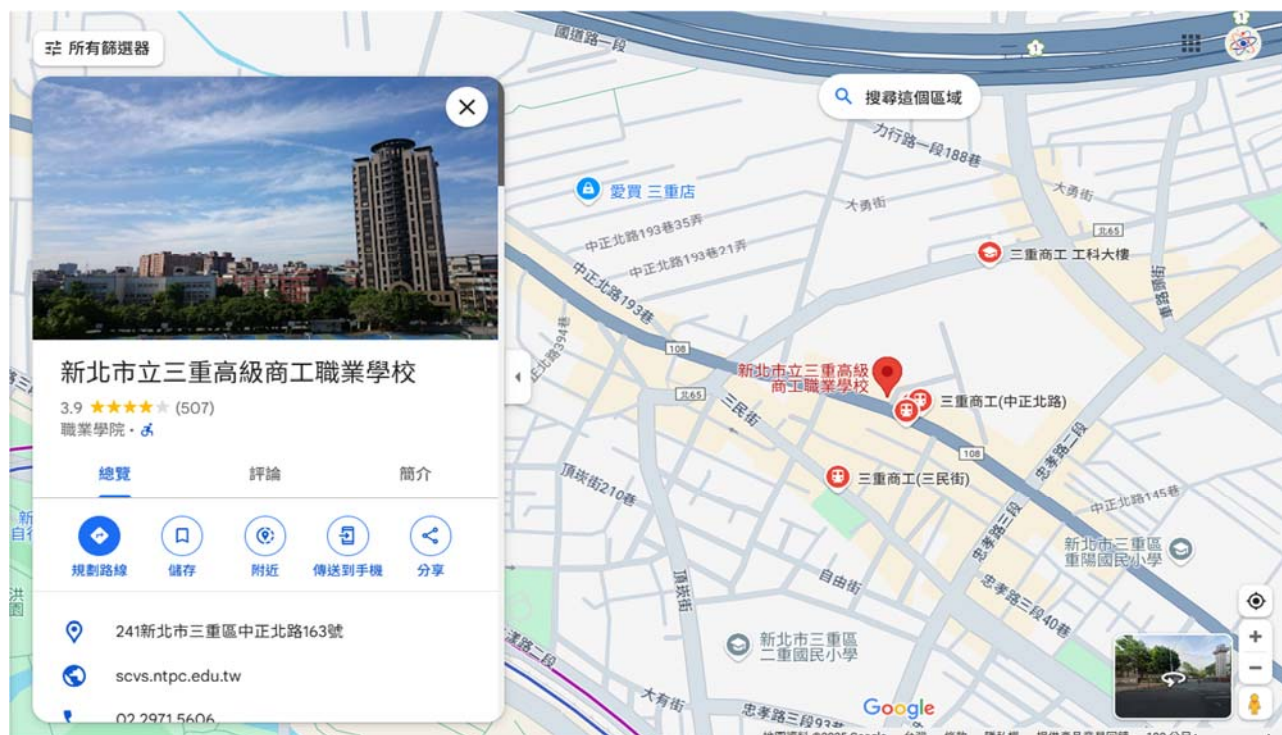 所有篩選器
新北市立三重高級商工職業學校
3.9 (507)
職業學院・
總覽 評論 簡介
規劃路線 儲存 附近 傳送到手機 分享
241新北市三重區中正北路163號
scvs.ntpc.edu.tw
02 2971 5606
搜尋這個區域
國道路一段
1
1
力行路一段188巷
愛買 三重店
大勇街
大勇街
中正北路193巷35弄
中正北路193巷21弄
中正北路193巷
北65
三重商工 工科大樓
重路頭街
108
新北市立三重高級
商工職業學校
三重商工(中正北路)
北65
三民街
108
忠孝路二段
三重商工(三民街)
頂崁街210巷
中正北路145巷
忠孝路三段
新北市三重區
重陽國民小學
頂崁街
自由街
忠孝路三段40巷
新北市三重區
二重國民小學
大有街
忠孝路三段93巷
Google